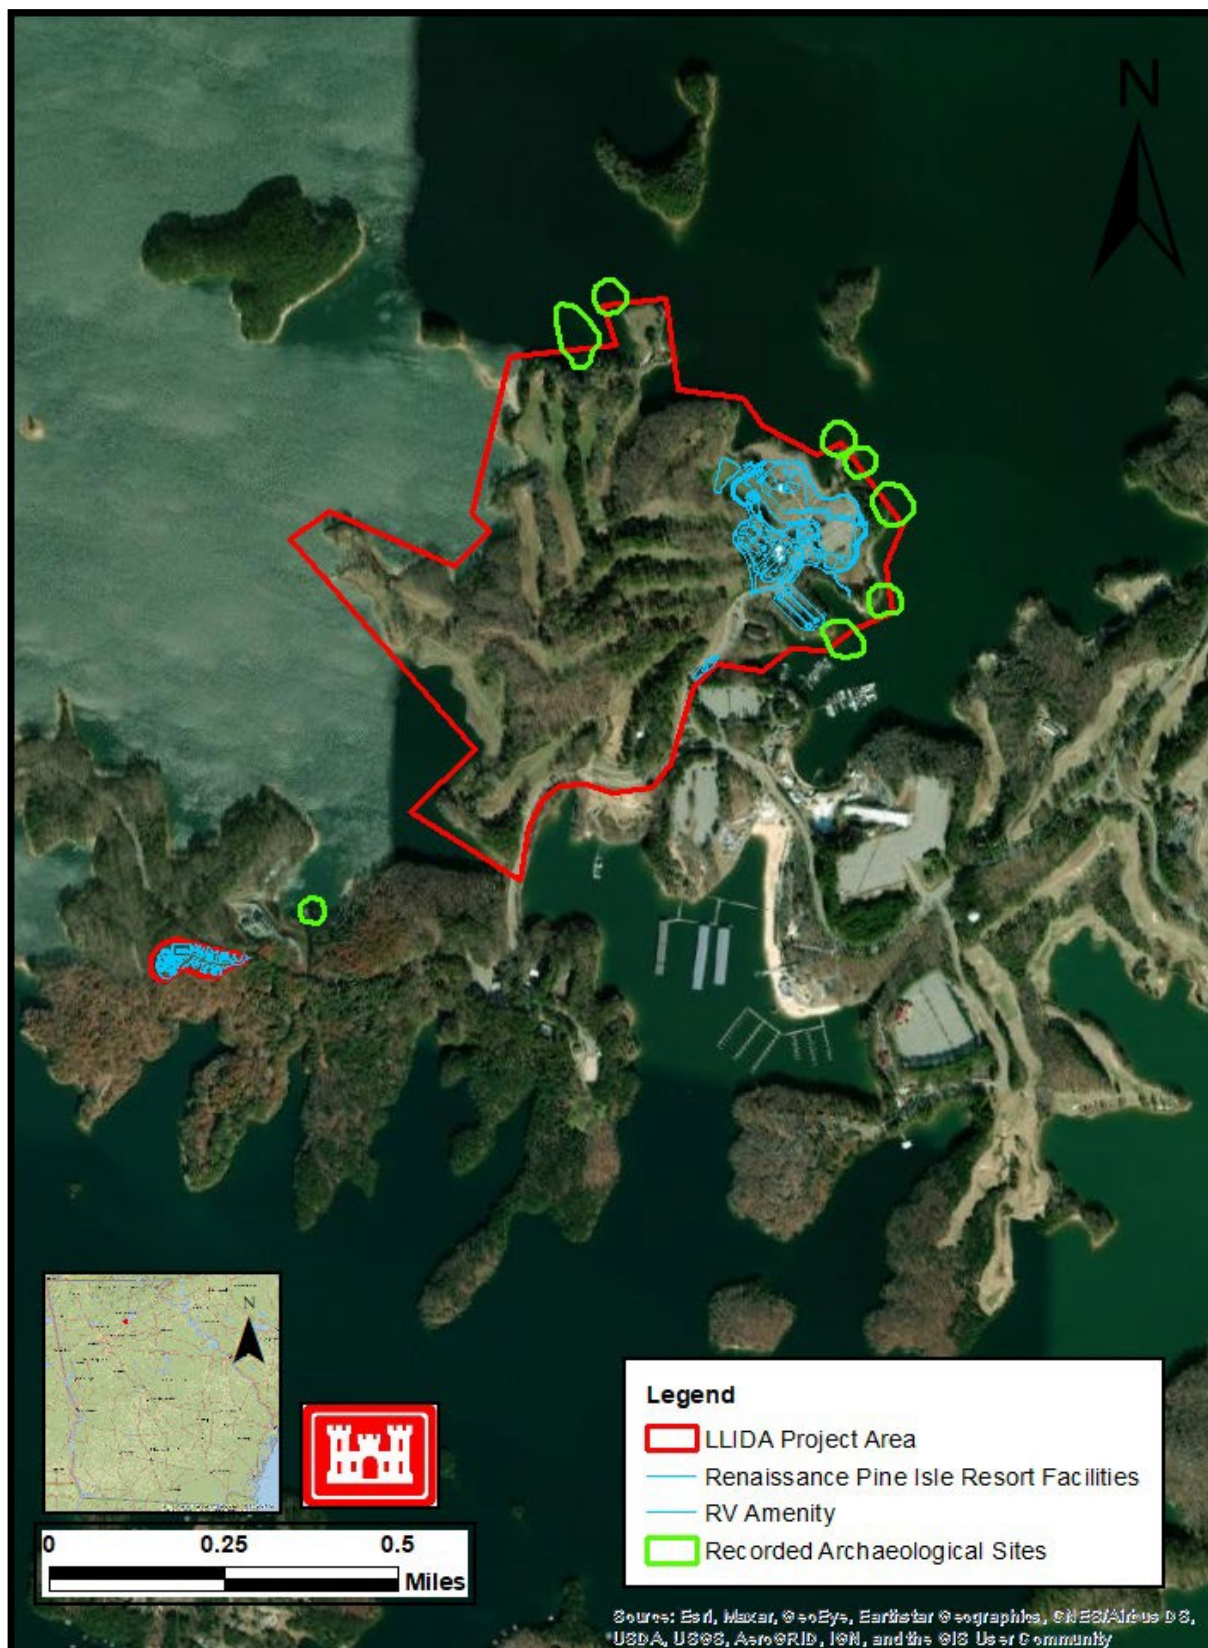 N
N
0 0.25 0.5
Miles
Legend
LLIDA Project Area
Renaissance Pine Isle Resort Facilities
RV Amenity
Recorded Archaeological Sites
Source: Esri, Maxar, GeoEye, Earthstar Geographics, CNES/Airbus DS,
USDA, USGS, AeroGRID, IGN, and the GIS User Community